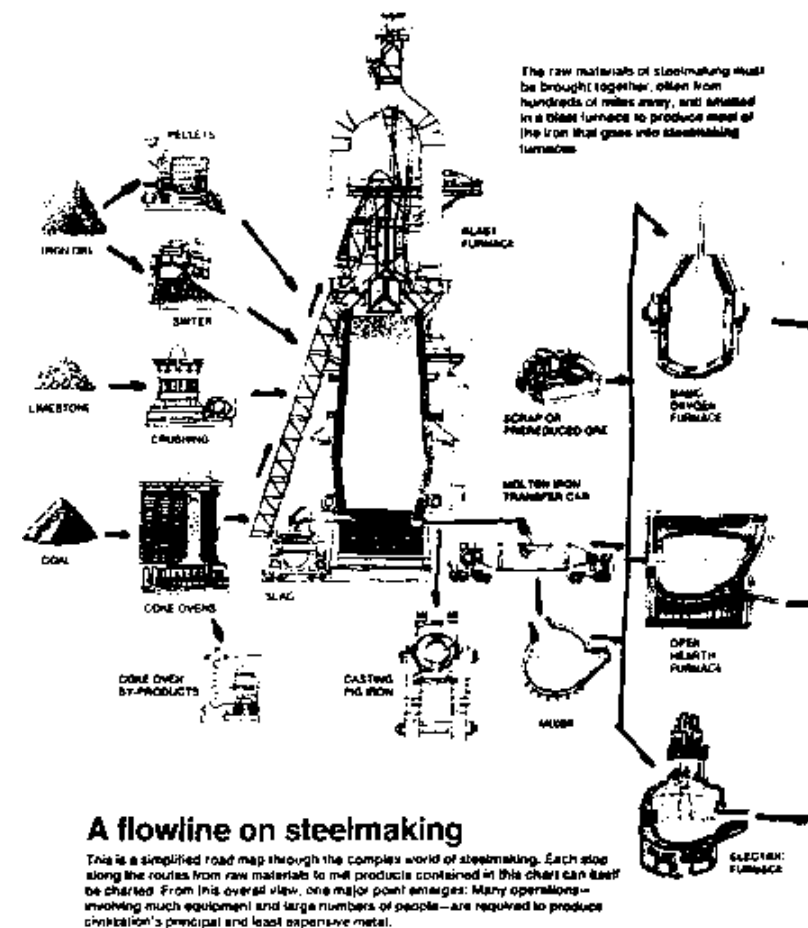 The raw materials of steelmaking must
be brought together, often from
hundreds of miles away, and smelted
in a blast furnace to produce most of
the iron that goes into steelmaking
furnaces
PELLETS
BLAST
FURNACE
IRON ORE
SINTER
LIMESTONE
CRUSHING
SCRAP OR
PREREDUCED ORE
BASIC
OXYGEN
FURNACE
MOLTEN IRON
TRANSFER CAR
COAL
COKE OVENS
SLAG
OPEN
HEARTH
FURNACE
COKE OVEN
BY-PRODUCTS
CASTING
PIG IRON
MIXER
ELECTRIC
FURNACE
A flowline on steelmaking
This is a simplified road map through the complex world of steelmaking. Each stop
along the routes from raw materials to mill products contained in this chart can itself
be charted. From this overall view, one major point emerges: Many operations—
involving much equipment and large numbers of people—are required to produce
civilization's principal and least expensive metal.